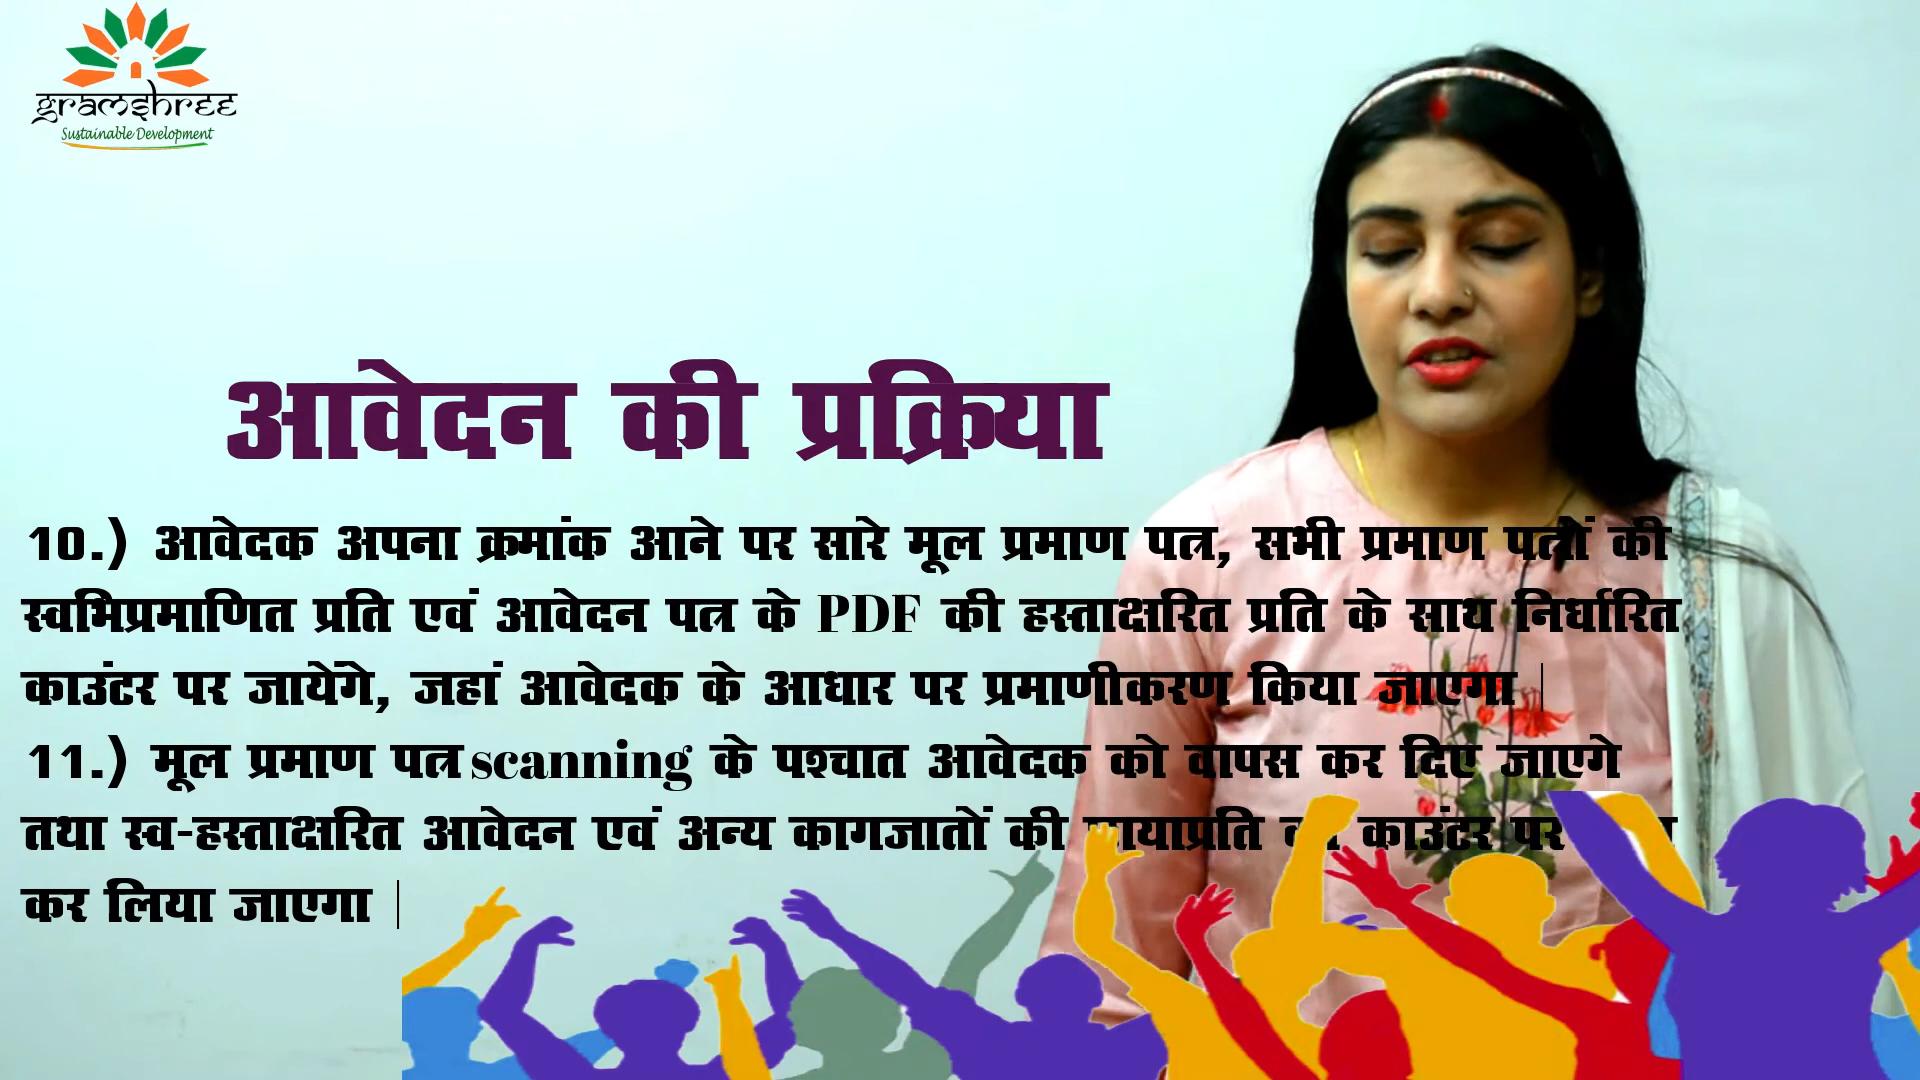 gramshree
Sustainable Development
आवेदन की प्रक्रिया
10.) आवेदक अपना क्रमांक आने पर सारे मूल प्रमाण पत्र, सभी प्रमाण पत्रों की
स्वभिप्रमाणित प्रति एवं आवेदन पत्र के PDF की हस्ताक्षरित प्रति के साथ निर्धारित
काउंटर पर जायेंगे, जहां आवेदक के आधार पर प्रमाणीकरण किया जाएगा |
11.) मूल प्रमाण पत्र scanning के पश्चात आवेदक को वापस कर दिए जाएगे
तथा स्व-हस्ताक्षरित आवेदन एवं अन्य कागजातों की काउंटर पर
कर लिया जाएगा |